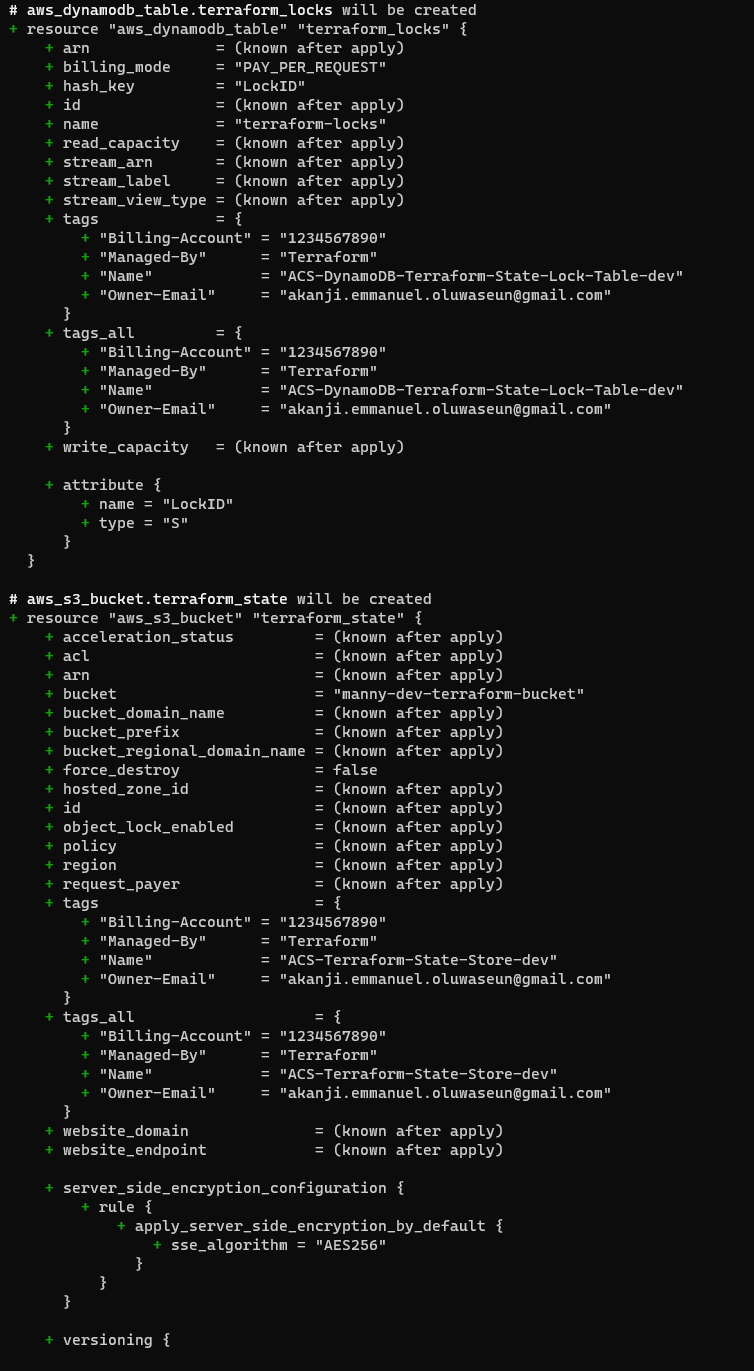 # aws_dynamodb_table.terraform_locks will be created
+ resource "aws_dynamodb_table" "terraform_locks" {
    + arn              = (known after apply)
    + billing_mode     = "PAY_PER_REQUEST"
    + hash_key         = "LockID"
    + id               = (known after apply)
    + name             = "terraform-locks"
    + read_capacity    = (known after apply)
    + stream_arn       = (known after apply)
    + stream_label     = (known after apply)
    + stream_view_type = (known after apply)
    + tags             = {
        + "Billing-Account" = "1234567890"
        + "Managed-By"      = "Terraform"
        + "Name"            = "ACS-DynamoDB-Terraform-State-Lock-Table-dev"
        + "Owner-Email"     = "akanji.emmanuel.oluwaseun@gmail.com"
      }
    + tags_all         = {
        + "Billing-Account" = "1234567890"
        + "Managed-By"      = "Terraform"
        + "Name"            = "ACS-DynamoDB-Terraform-State-Lock-Table-dev"
        + "Owner-Email"     = "akanji.emmanuel.oluwaseun@gmail.com"
      }
    + write_capacity   = (known after apply)

    + attribute {
        + name = "LockID"
        + type = "S"
      }
  }

# aws_s3_bucket.terraform_state will be created
+ resource "aws_s3_bucket" "terraform_state" {
    + acceleration_status         = (known after apply)
    + acl                         = (known after apply)
    + arn                         = (known after apply)
    + bucket                      = "manny-dev-terraform-bucket"
    + bucket_domain_name          = (known after apply)
    + bucket_prefix               = (known after apply)
    + bucket_regional_domain_name = (known after apply)
    + force_destroy               = false
    + hosted_zone_id              = (known after apply)
    + id                          = (known after apply)
    + object_lock_enabled         = (known after apply)
    + policy                      = (known after apply)
    + region                      = (known after apply)
    + request_payer               = (known after apply)
    + tags                        = {
        + "Billing-Account" = "1234567890"
        + "Managed-By"      = "Terraform"
        + "Name"            = "ACS-Terraform-State-Store-dev"
        + "Owner-Email"     = "akanji.emmanuel.oluwaseun@gmail.com"
      }
    + tags_all                    = {
        + "Billing-Account" = "1234567890"
        + "Managed-By"      = "Terraform"
        + "Name"            = "ACS-Terraform-State-Store-dev"
        + "Owner-Email"     = "akanji.emmanuel.oluwaseun@gmail.com"
      }
    + website_domain              = (known after apply)
    + website_endpoint            = (known after apply)

    + server_side_encryption_configuration {
        + rule {
            + apply_server_side_encryption_by_default {
                + sse_algorithm = "AES256"
              }
          }
      }

    + versioning {